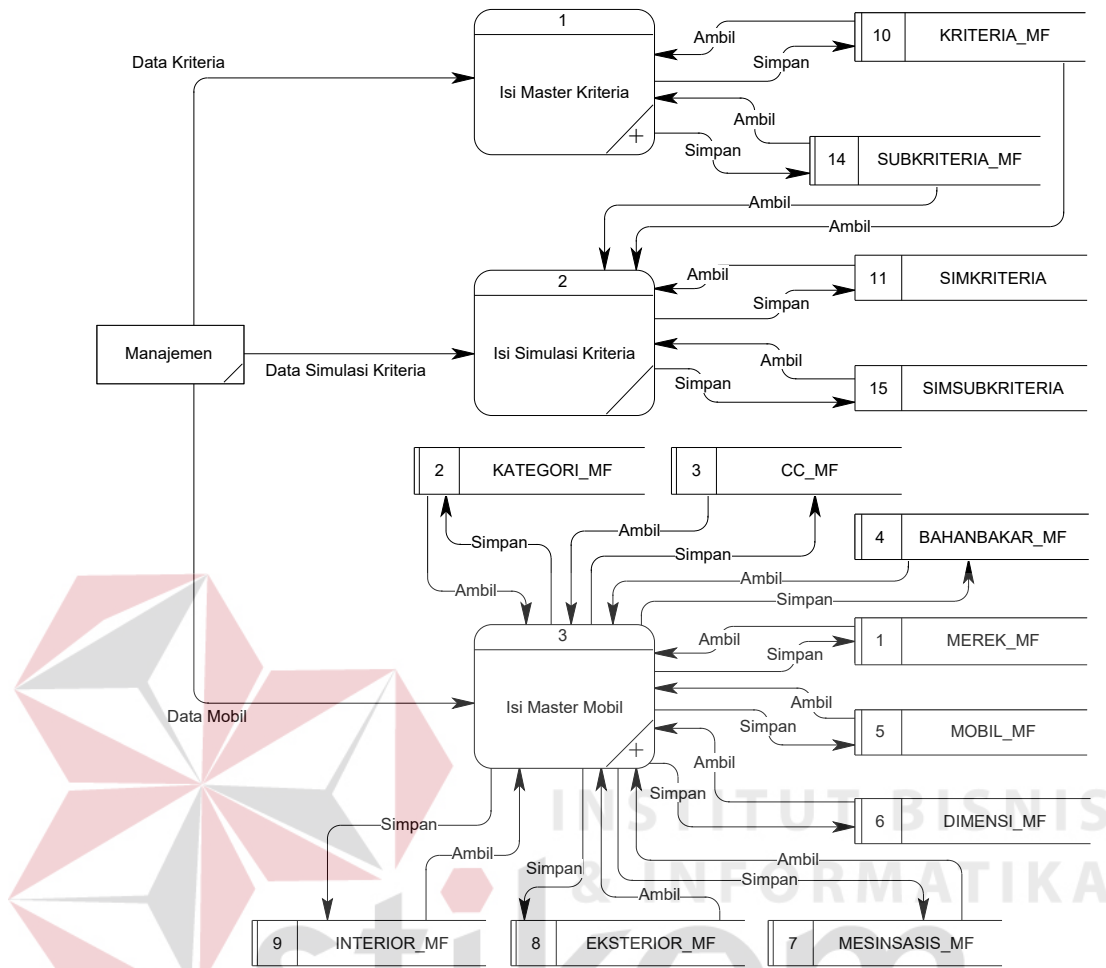 1
Isi Master Kriteria
+
Ambil
Simpan
10 KRITERIA_MF
Data Kriteria
Ambil
Simpan
14 SUBKRITERIA_MF
Ambil
Ambil
2
Isi Simulasi Kriteria
Ambil
Simpan
11 SIMKRITERIA
Manajemen
Data Simulasi Kriteria
Ambil
Simpan
15 SIMSUBKRITERIA
2 KATEGORI_MF
3 CC_MF
4 BAHANBAKAR_MF
Simpan
Ambil
Simpan
Ambil
Ambil
Simpan
3
Isi Master Mobil
+
Ambil
Simpan
1 MEREK_MF
Data Mobil
Ambil
Simpan
5 MOBIL_MF
Ambil
Simpan
6 DIMENSI_MF
INSTITUT BISNIS
& INFORMATIKA
stikom
Simpan
Ambil
Simpan
Ambil
Ambil
Simpan
9 INTERIOR_MF
8 EKSTERIOR_MF
7 MESINSASIS_MF